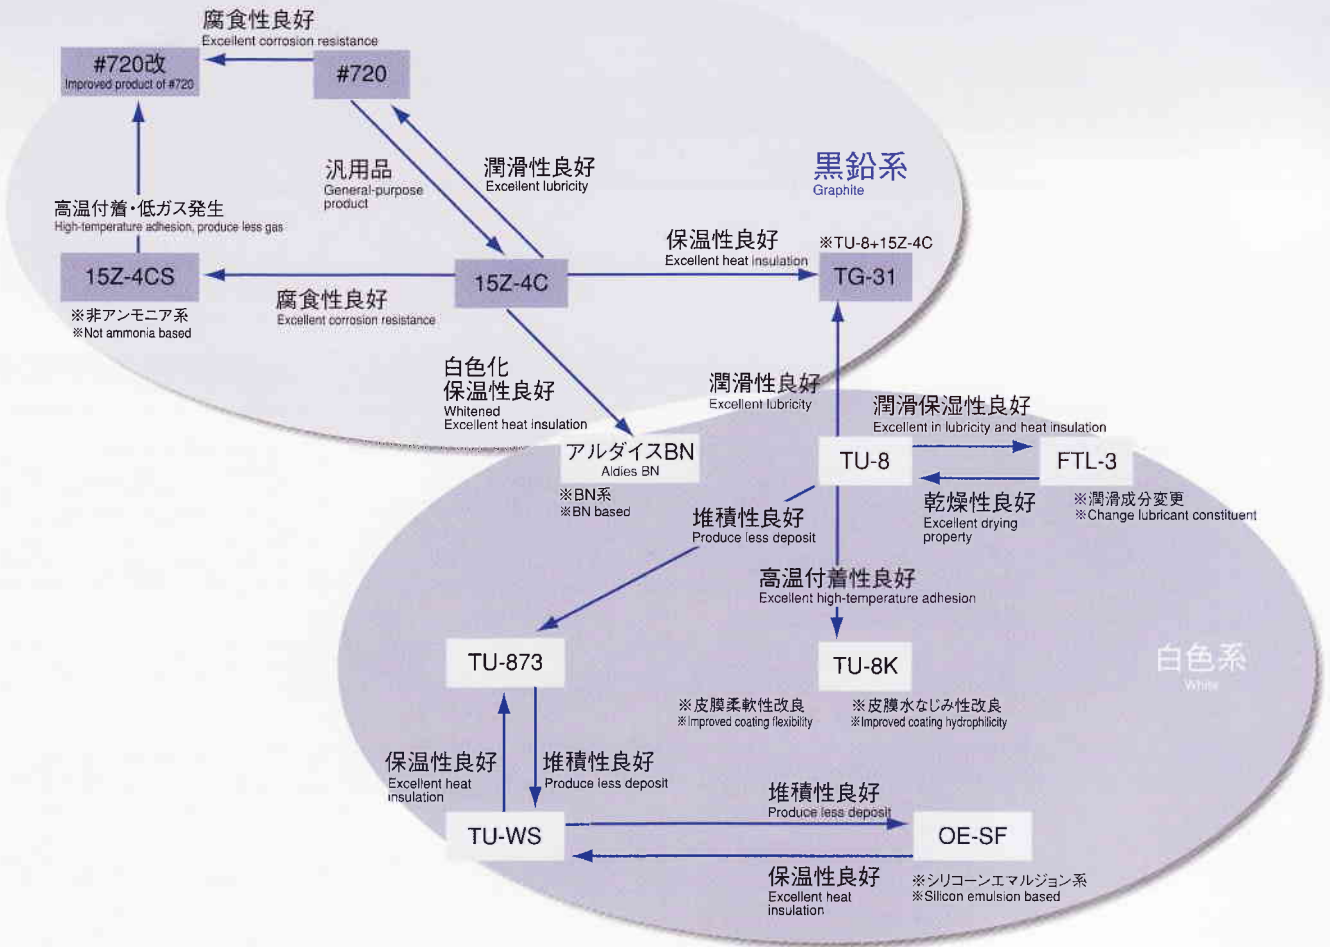 腐食性良好
Excellent corrosion resistance
#720改
Improved product of #720
#720
汎用品
General-purpose
product
潤滑性良好
Excellent lubricity
黒鉛系
Graphite
高温付着・低ガス発生
High-temperature adhesion, produce less gas
保温性良好
Excellent heat insulation
※TU-8+15Z-4C
15Z-4CS
15Z-4C
TG-31
※非アンモニア系
※Not ammonia based
腐食性良好
Excellent corrosion resistance
白色化
保温性良好
Whitened
Excellent heat insulation
潤滑性良好
Excellent lubricity
潤滑保湿性良好
Excellent in lubricity and heat insulation
アルダイスBN
Aldies BN
TU-8
FTL-3
※BN系
※BN based
堆積性良好
Produce less deposit
乾燥性良好
Excellent drying
property
※潤滑成分変更
※Change lubricant constituent
高温付着性良好
Excellent high-temperature adhesion
TU-873
TU-8K
白色系
White
※皮膜柔軟性改良
※Improved coating flexibility
※皮膜水なじみ性改良
※Improved coating hydrophilicity
保温性良好
Excellent heat
insulation
堆積性良好
Produce less deposit
堆積性良好
Produce less deposit
TU-WS
OE-SF
保温性良好
Excellent heat
insulation
※シリコーンエマルジョン系
※Silicon emulsion based